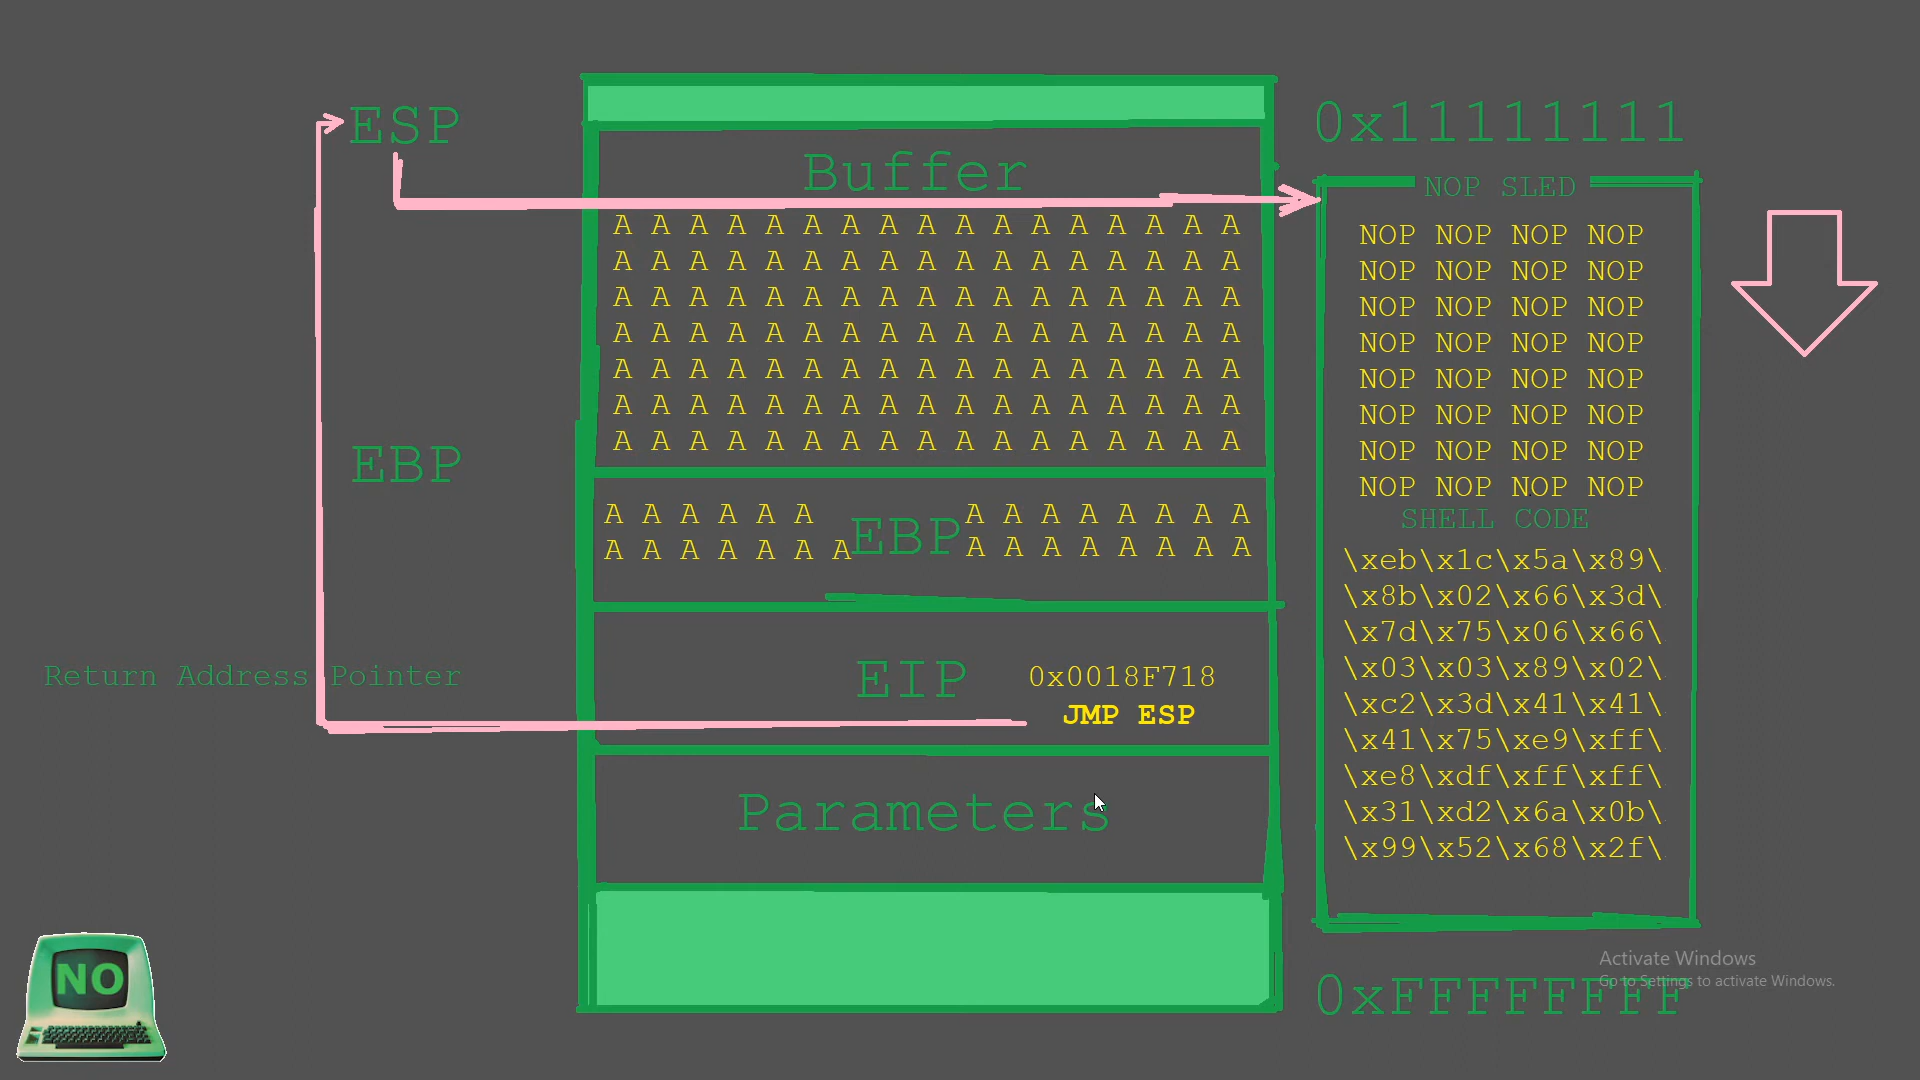 ESP
0x11111111
Buffer
NOP SLED
A A A A A A A A A A A A A A A A A
A A A A A A A A A A A A A A A A A
A A A A A A A A A A A A A A A A A
A A A A A A A A A A A A A A A A A
A A A A A A A A A A A A A A A A A
A A A A A A A A A A A A A A A A A
A A A A A A A A A A A A A A A A A
NOP NOP NOP NOP
NOP NOP NOP NOP
NOP NOP NOP NOP
NOP NOP NOP NOP
NOP NOP NOP NOP
NOP NOP NOP NOP
NOP NOP NOP NOP
NOP NOP NOP NOP
EBP
A A A A A A
A A A A A A A
EBP
A A A A A A A A
A A A A A A A A
SHELL CODE
\xeb\x1c\x5a\x89\
\x8b\x02\x66\x3d\
\x7d\x75\x06\x66\
\x03\x03\x89\x02\
\xc2\x3d\x41\x41\
\x41\x75\xe9\xff\
\xe8\xdf\xff\xff\
\x31\xd2\x6a\x0b\
\x99\x52\x68\x2f\
Return Address Pointer
EIP
0x0018F718
JMP ESP
Parameters
NO
Activate Windows
Go to Settings to activate Windows.
0xFFFFFFFF